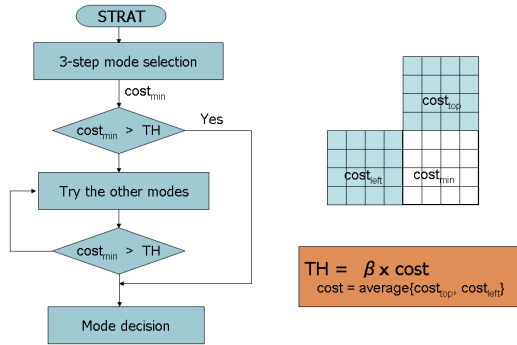 STRAT
3-step mode selection
cost_min
cost_min > TH
Yes
Try the other modes
cost_min > TH
Mode decision
cost_top
cost_left
cost_min
TH = β x cost
cost = average{cost_top, cost_left}